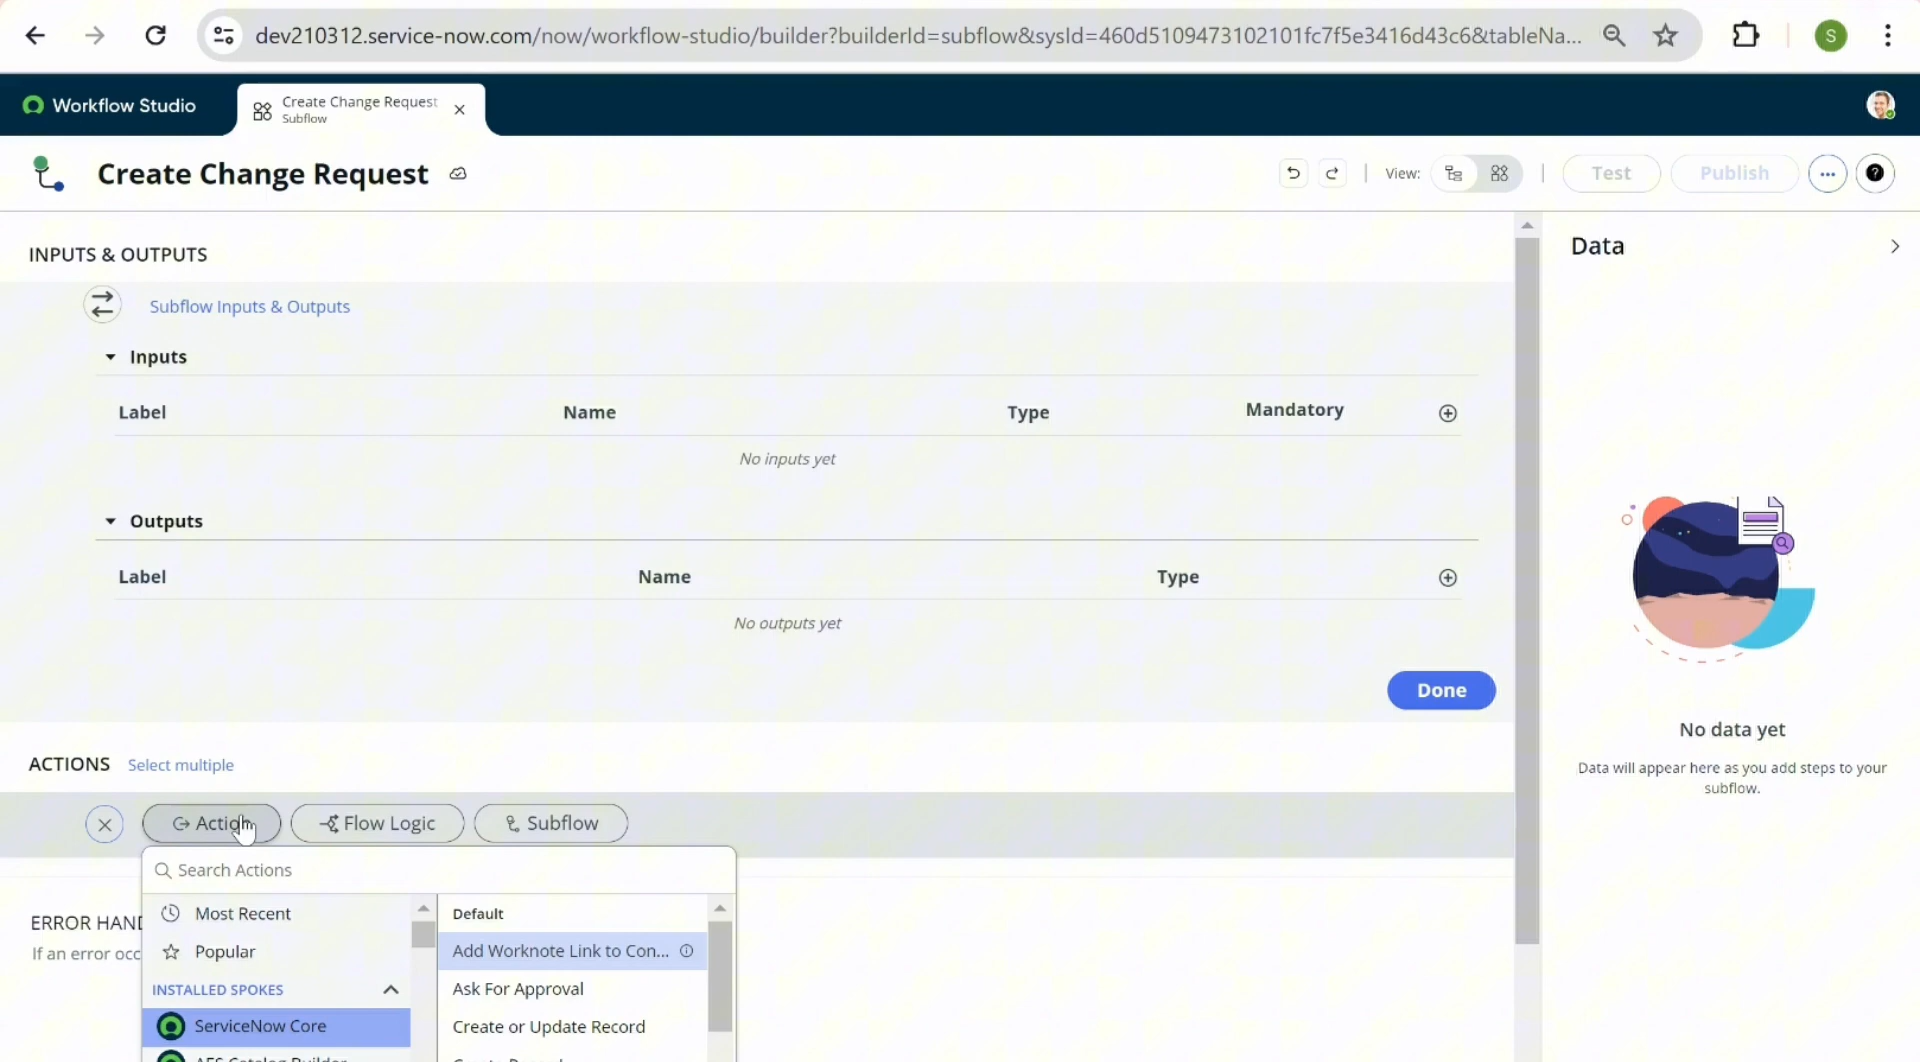 dev210312.service-now.com/now/workflow-studio/builder?builderId=subflow&sysId=460d5109473102101fc7f5e3416d43c6&tableNa...
S
Workflow Studio
Create Change Request
Subflow
Create Change Request
View:
Test
Publish
INPUTS & OUTPUTS
Data
Subflow Inputs & Outputs
Inputs
Label Name Type Mandatory
No inputs yet
Outputs
Label Name Type
No outputs yet
Done
No data yet
Data will appear here as you add steps to your
subflow.
ACTIONS Select multiple
Action Flow Logic Subflow
Search Actions
Most Recent
Default
ERROR HAND
If an error occ
Popular
Add Worknote Link to Con...
INSTALLED SPOKES
Ask For Approval
ServiceNow Core
Create or Update Record